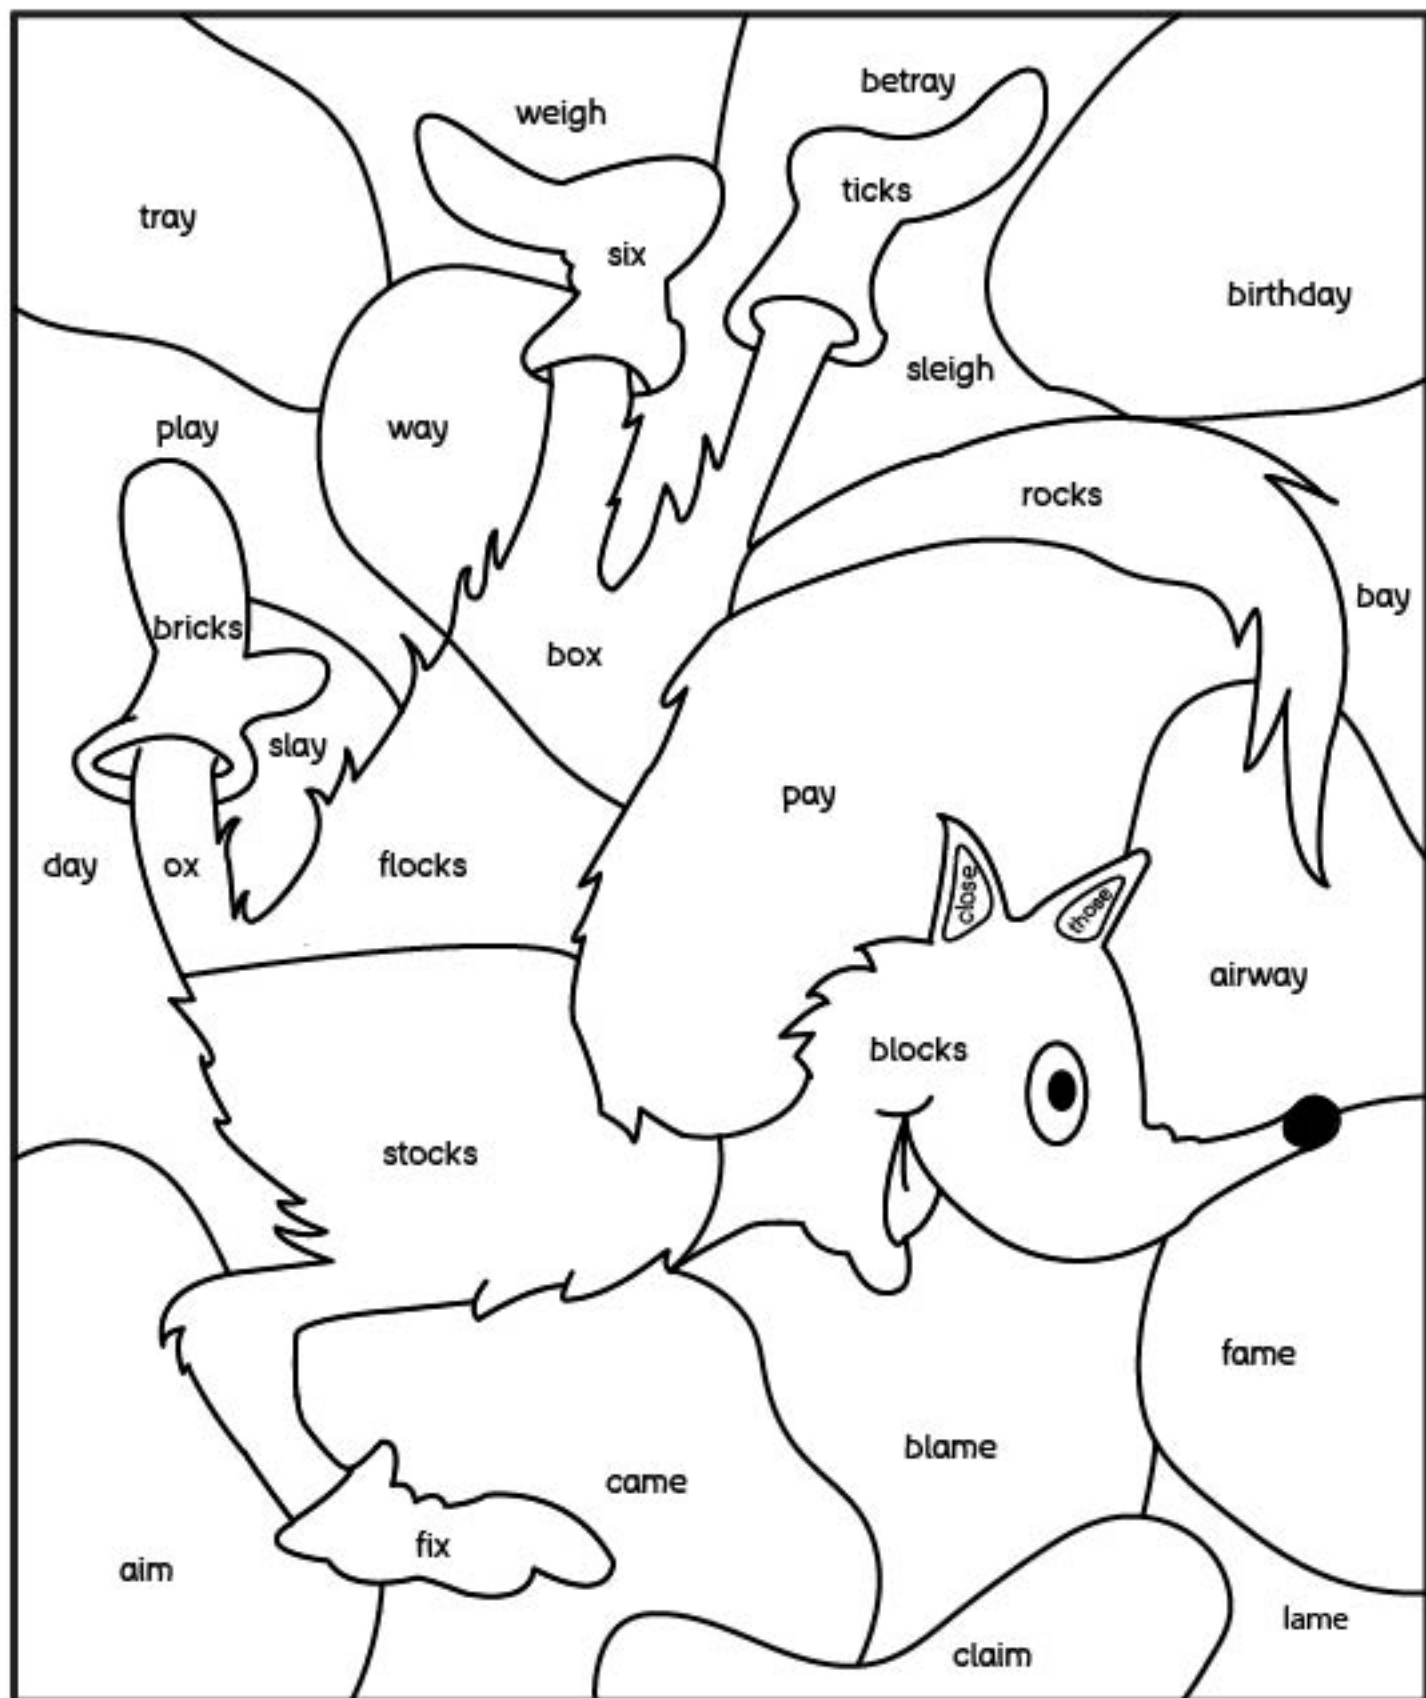 betray
weigh
ticks
tray
six
birthday
sleigh
play
way
rocks
bay
bricks
box
slay
pay
day
ox
flocks
close
those
airway
blocks
stocks
fame
blame
came
fix
aim
lame
claim